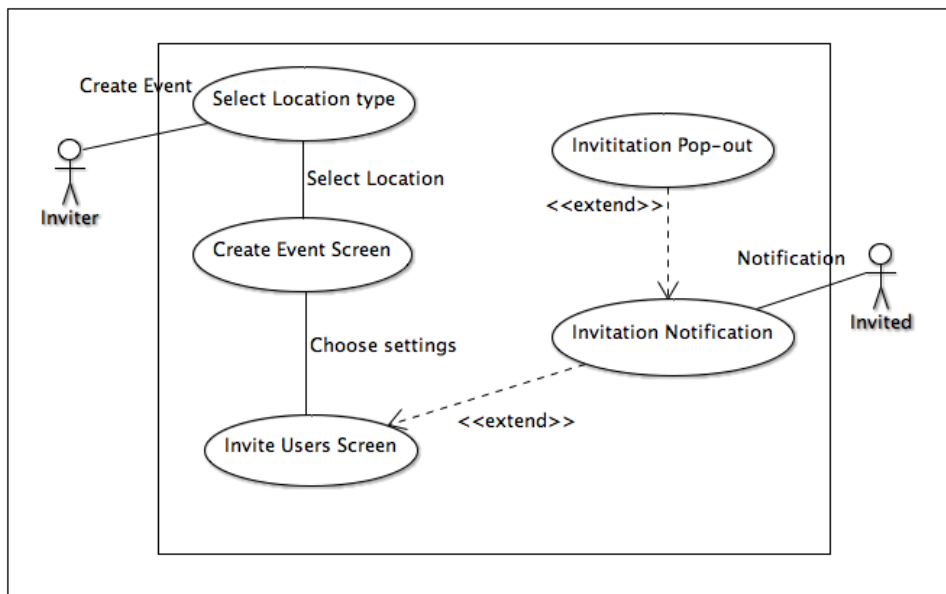 Create Event
Select Location type
Inviter
Select Location
Create Event Screen
Choose settings
Invite Users Screen
Invititation Pop-out
<<extend>>
Notification
Invited
Invitation Notification
<<extend>>